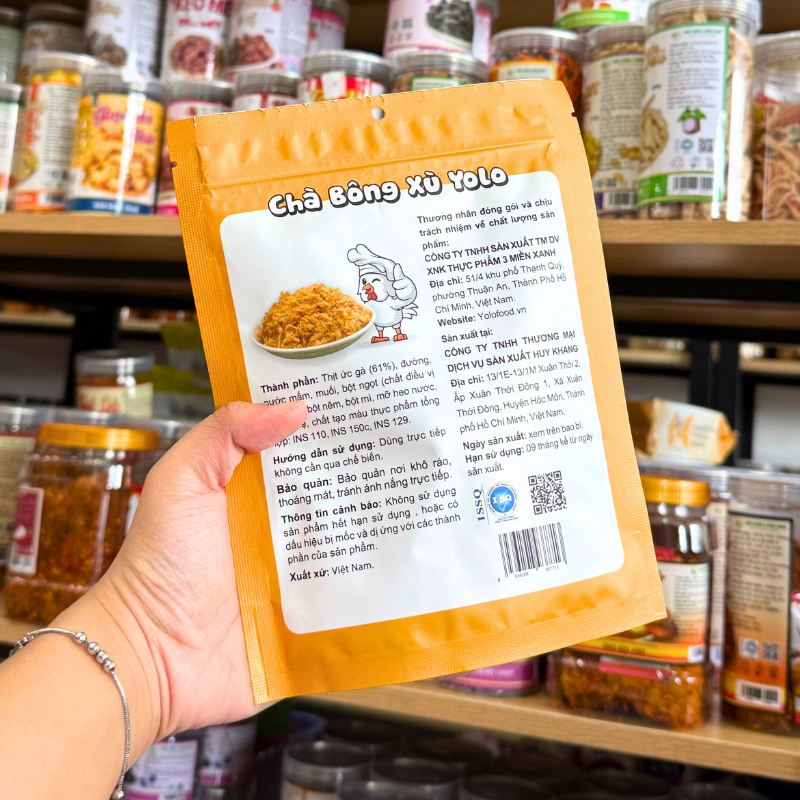 Chà Bông Xù Yolo
Thành phần: Thịt ức gà (61%), đường,
nước mắm, muối, bột ngọt (chất điều vị
bột nêm, bột mì, mỡ heo nước,
chất tạo màu thực phẩm tổng
hợp: INS 110, INS 150c, INS 129.
Hướng dẫn sử dụng: Dùng trực tiếp
không cần qua chế biến.
Bảo quản: Bảo quản nơi khô ráo,
thoáng mát, tránh ánh nắng trực tiếp.
Thông tin cảnh báo: Không sử dụng
sản phẩm hết hạn sử dụng , hoặc có
dấu hiệu bị mốc và dị ứng với các thành
phần của sản phẩm.
Xuất xứ: Việt Nam.
Thương nhân đóng gói và chịu
trách nhiệm về chất lượng sản
phẩm:
CÔNG TY TNHH SẢN XUẤT TM DV
XNK THỰC PHẨM 3 MIỀN XANH
Địa chỉ: 51/4 khu phố Thạnh Quý,
phường Thuận An, Thành Phố Hồ
Chí Minh, Việt Nam.
Website: Yolofood.vn
Sản xuất tại:
CÔNG TY TNHH THƯƠNG MẠI
DỊCH VỤ SẢN XUẤT HUY KHANG
Địa chỉ: 13/1E-13/1M Xuân Thới 2,
Ấp Xuân Thới Đông 1, Xã Xuân
Thới Đông, Huyện Hóc Môn, Thành
phố Hồ Chí Minh, Việt Nam.
Ngày sản xuất: xem trên bao bì.
Hạn sử dụng: 09 tháng kể từ ngày
sản xuất.
ISSQ
ISSQ